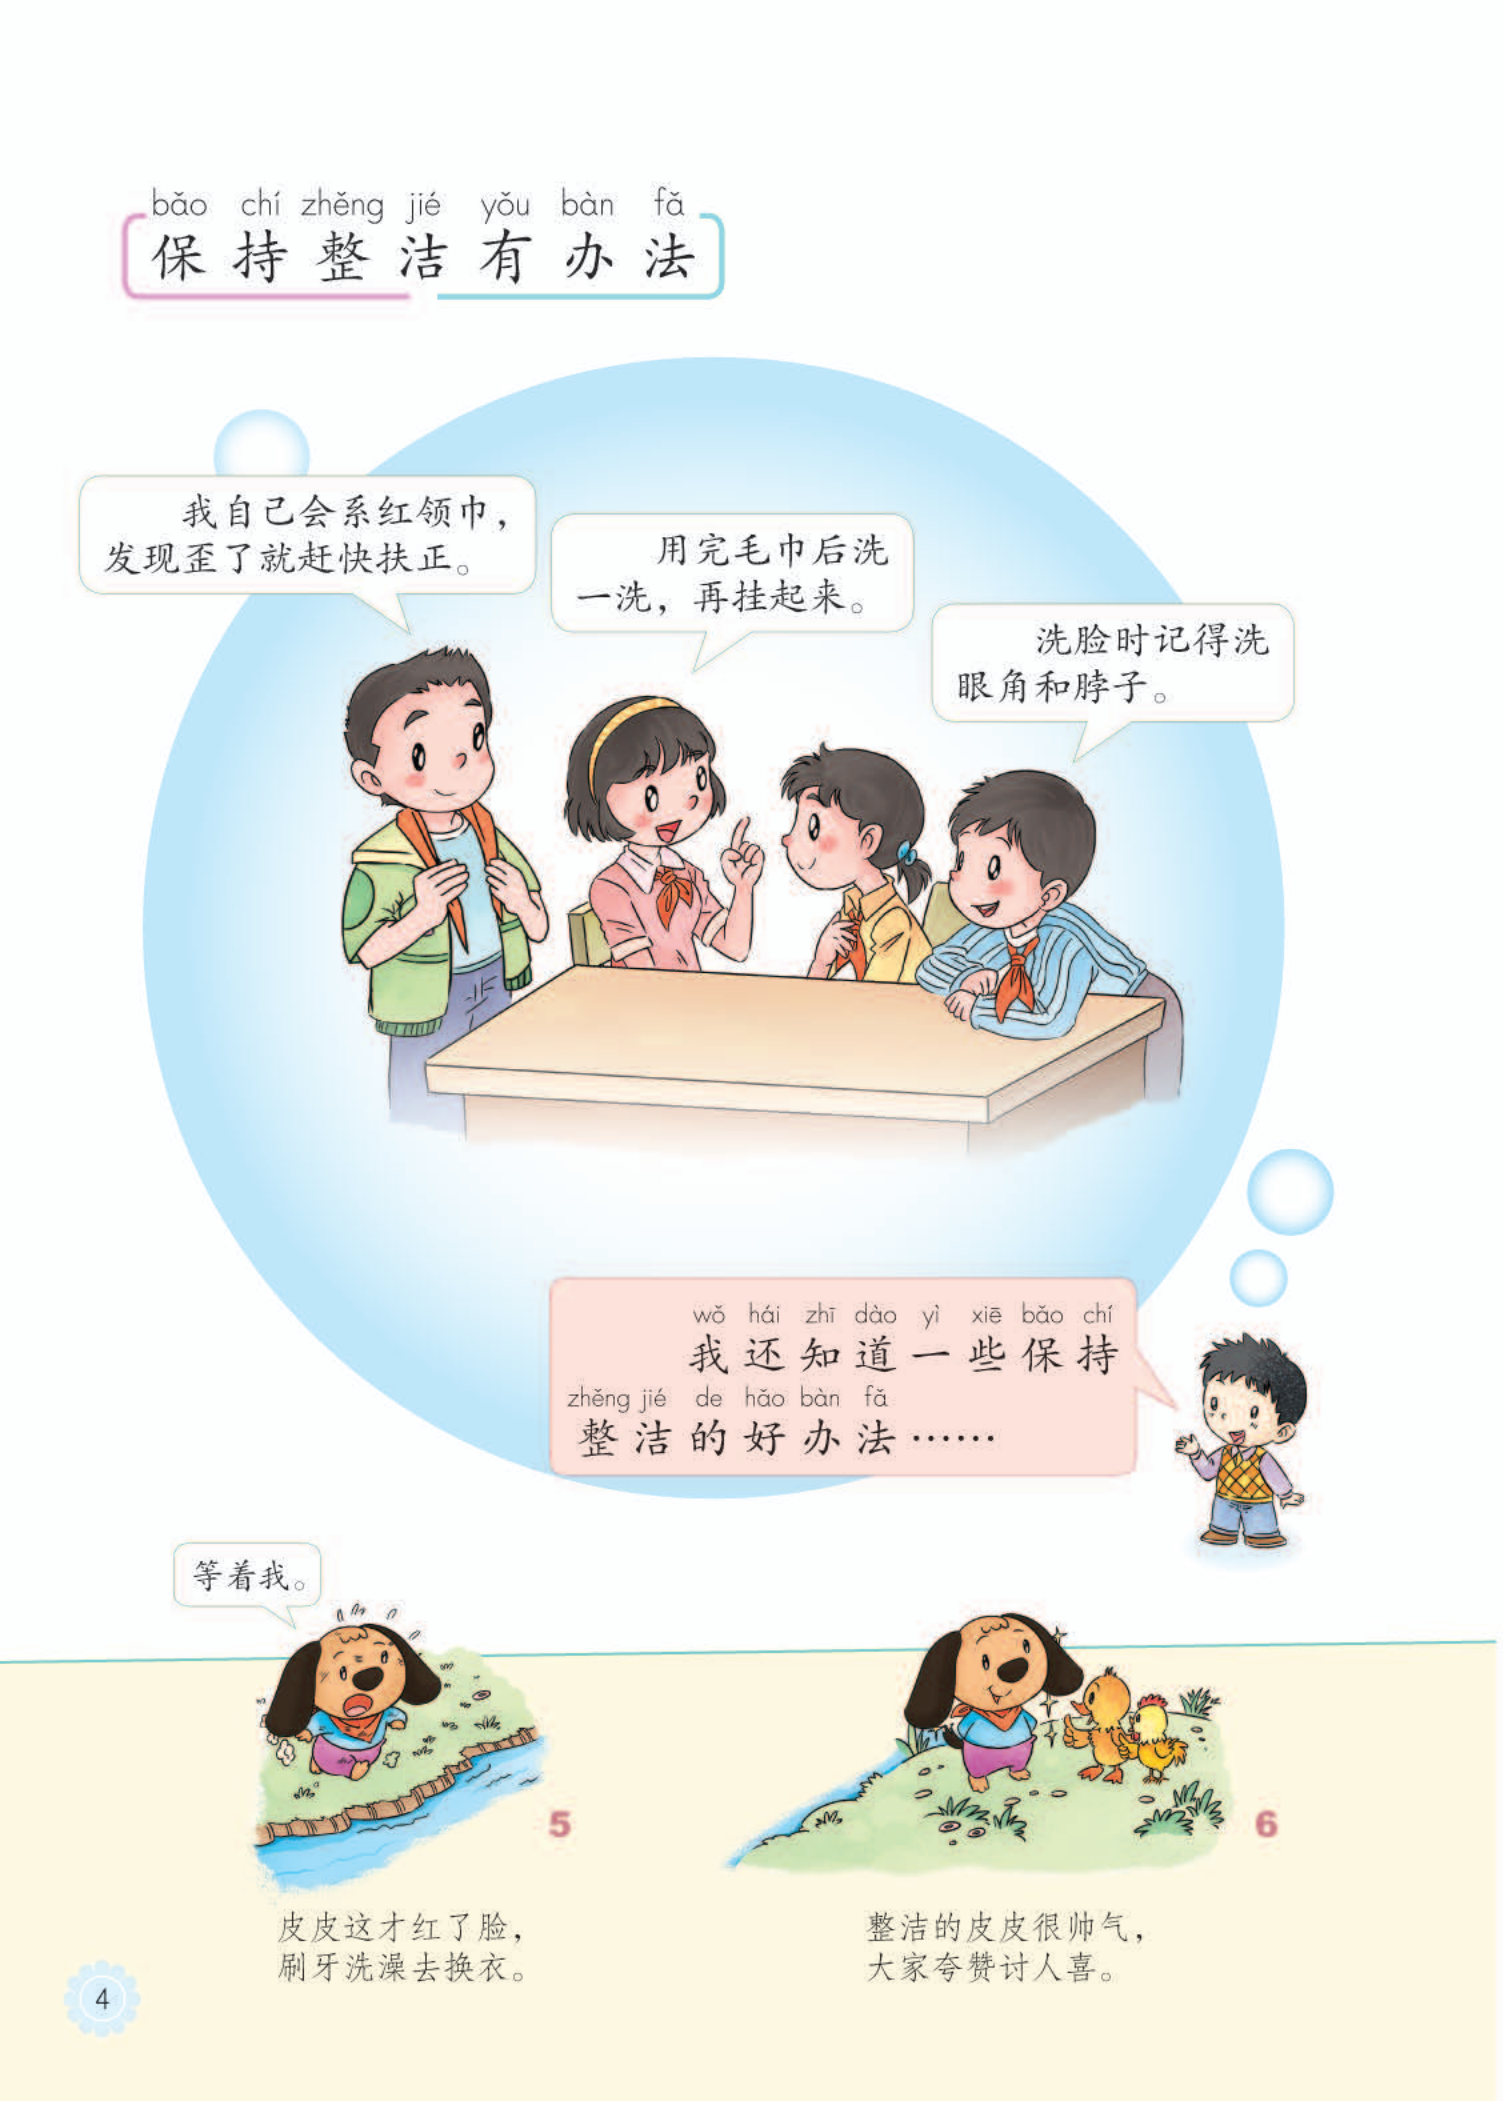 bǎo chí zhěng jié yǒu bàn fǎ
保持整洁有办法
我自己会系红领巾，
发现歪了就赶快扶正。
用完毛巾后洗
一洗，再挂起来。
洗脸时记得洗
眼角和脖子。
wǒ hái zhī dào yì xiē bǎo chí
我还知道一些保持
zhěng jié de hǎo bàn fǎ
整洁的好办法……
等着我。
5
6
皮皮这才红了脸，
刷牙洗澡去换衣。
整洁的皮皮很帅气，
大家夸赞讨人喜。
4